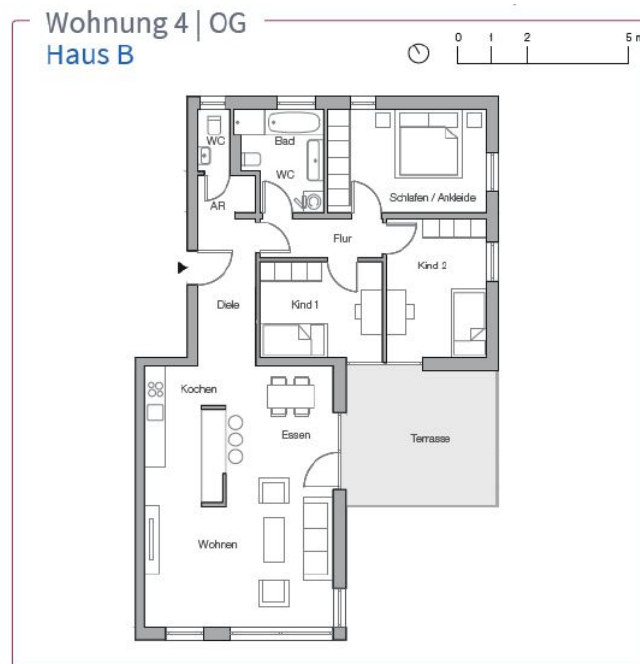 Wohnung 4 | OG
Haus B
0 1 2 5 m
WC
Bad
WC
AR
Schlafen / Ankleide
Flur
Kind 2
Diele
Kind 1
Kochen
Essen
Terrasse
Wohnen